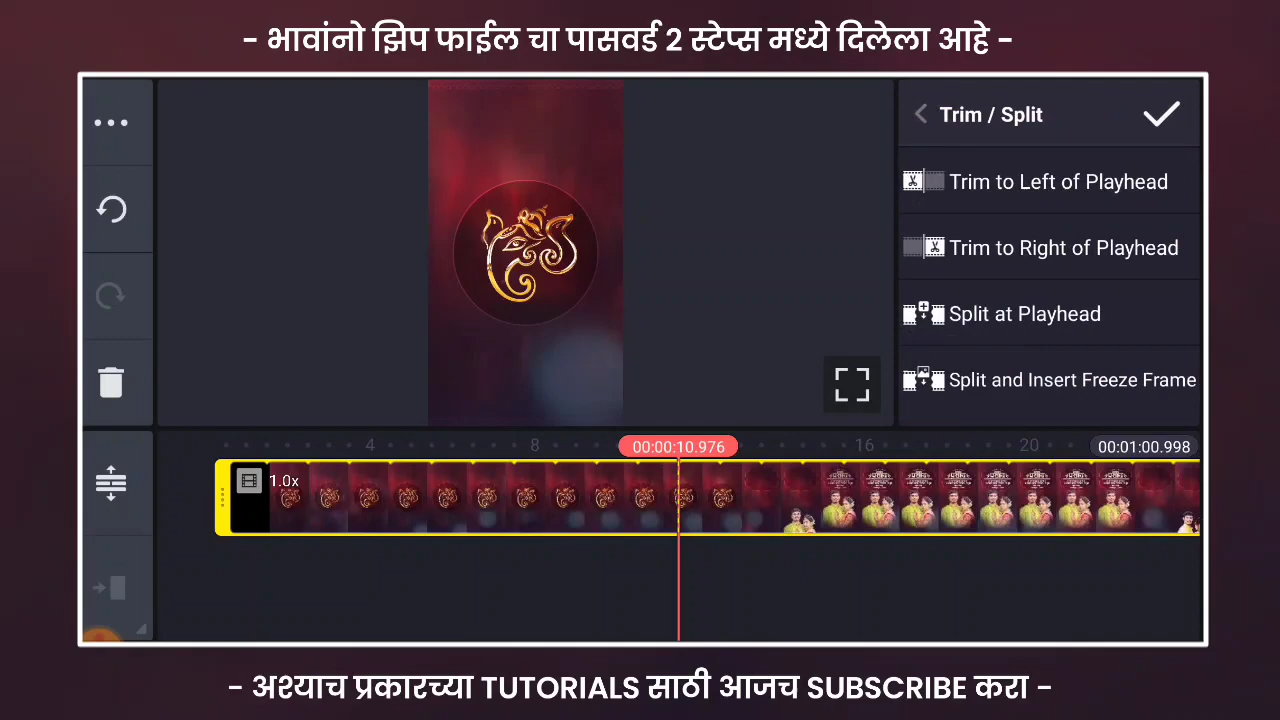 - भावांनो झिप फाईल चा पासवर्ड 2 स्टेप्स मध्ये दिलेला आहे -
Trim / Split
Trim to Left of Playhead
Trim to Right of Playhead
Split at Playhead
Split and Insert Freeze Frame
4 8 00:00:10.976 16 20 00:01:00.998
1.0x
- अश्याच प्रकारच्या TUTORIALS साठी आजच SUBSCRIBE करा -